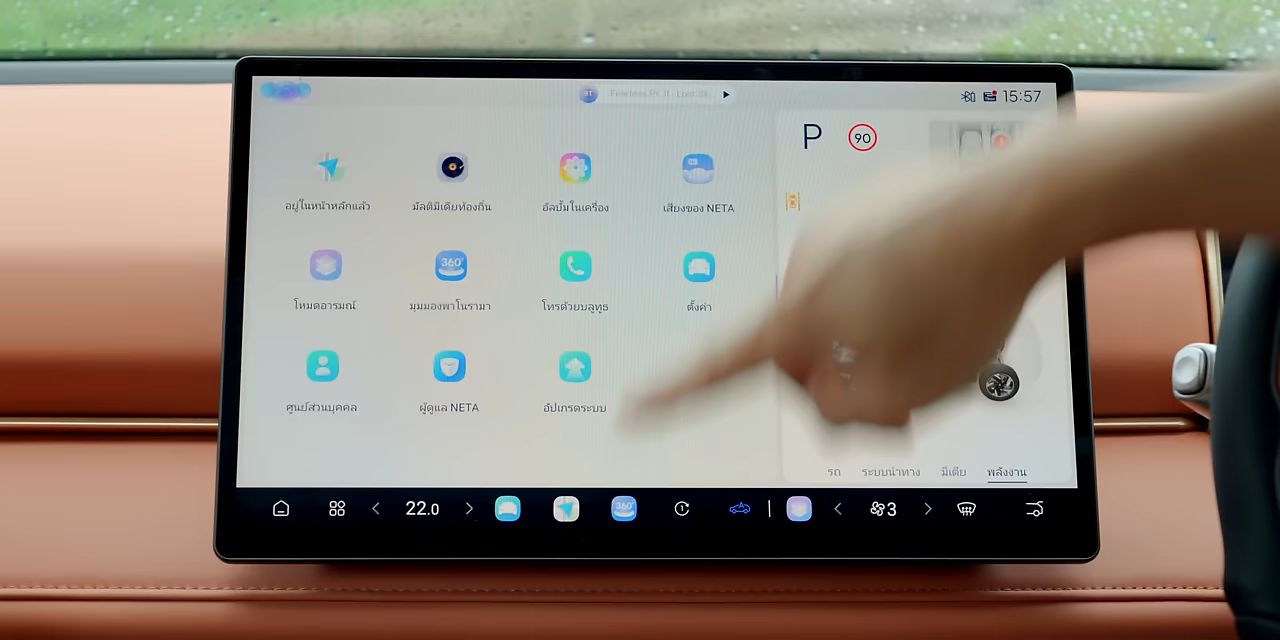 15:57
P
90
อยู่ในหน้าหลักแล้ว
มัลติมีเดียท้องถิ่น
อัลบั้มในเครื่อง
เสียงของ NETA
360°
โหมดอารมณ์
มุมมองพาโนรามา
โทรด้วยบลูทูธ
ตั้งค่า
ศูนย์ส่วนบุคคล
ผู้ดูแล NETA
อัปเกรดระบบ
รถ
ระบบนำทาง
มีเดีย
พลังงาน
22.0
360°
1
3